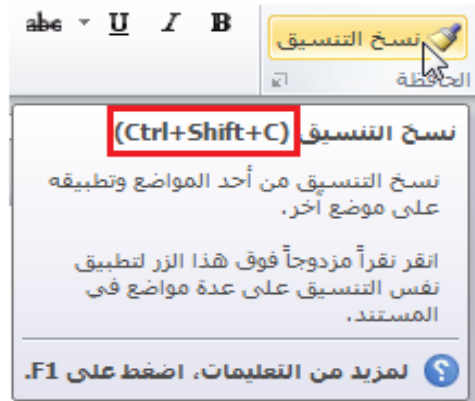 abc U I B
نسخ التنسيق
الحافظة
نسخ التنسيق (Ctrl+Shift+C)
نسخ التنسيق من أحد المواضع وتطبيقه
على موضع آخر.
انقر نقراً مزدوجاً فوق هذا الزر لتطبيق
نفس التنسيق على عدة مواضع في
المستند.
لمزيد من التعليمات، اضغط على F1.